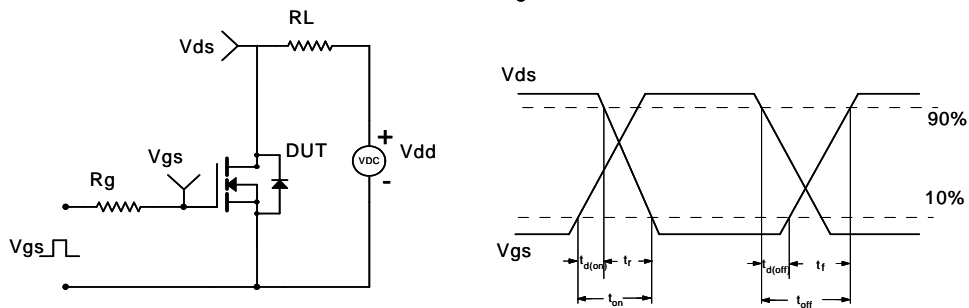 RL
Vds
Vgs
DUT
Rg
VDC
+
-
Vdd
Vgs
Vds
90%
10%
Vgs
td(on)
tr
td(off)
tf
ton
toff